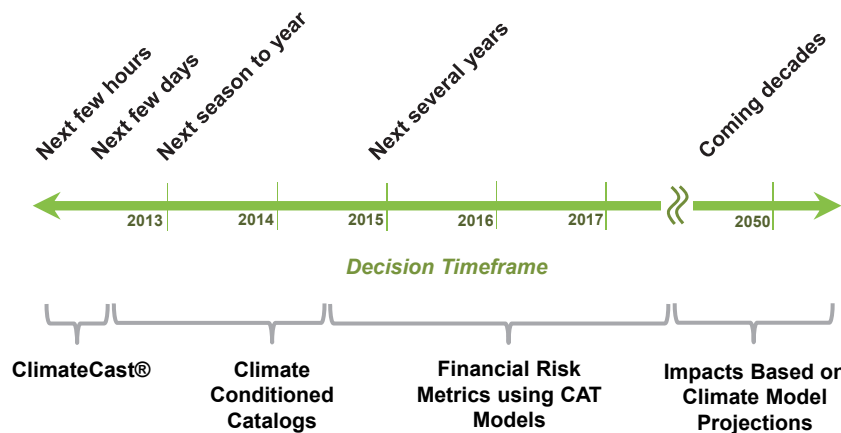 Next few hours
Next few days
Next season to year
Next several years
Coming decades
2013
2014
2015
2016
2017
2050
Decision Timeframe
ClimateCast®
Climate
Conditioned
Catalogs
Financial Risk
Metrics using CAT
Models
Impacts Based on
Climate Model
Projections